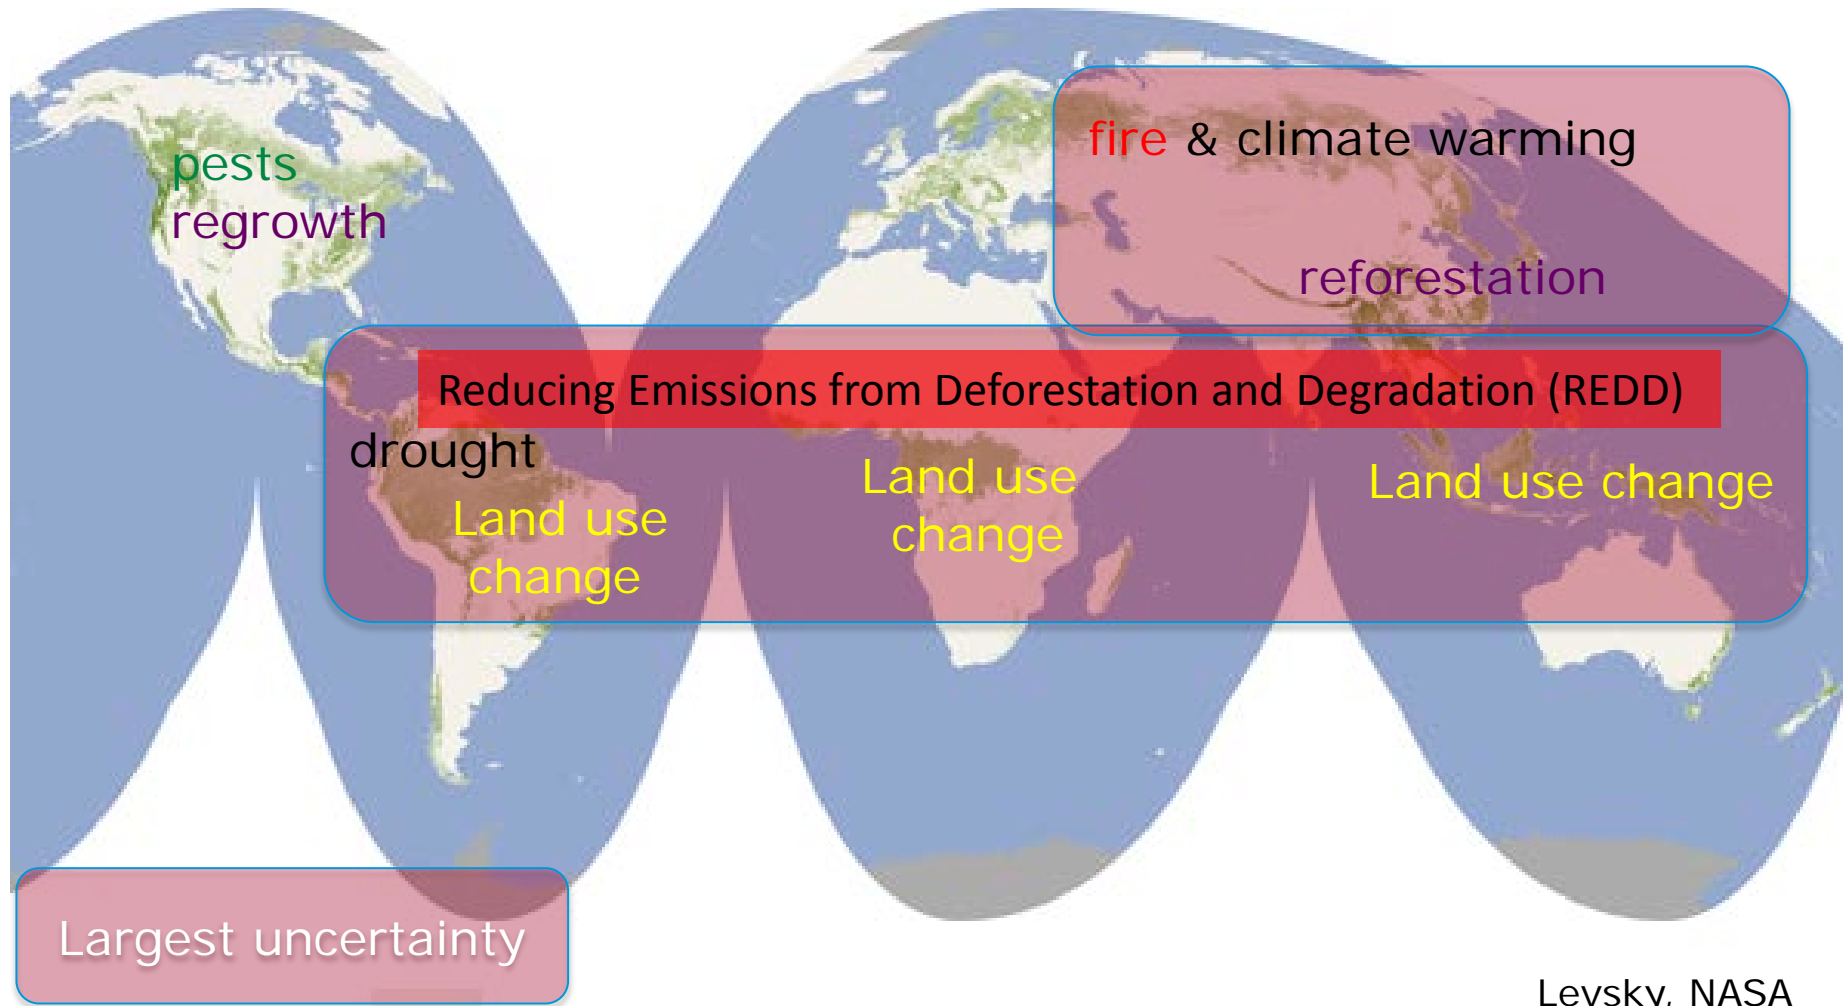 fire & climate warming
pests
regrowth
reforestation
Reducing Emissions from Deforestation and Degradation (REDD)
drought
Land use
change
Land use
change
Land use change
Largest uncertainty
Levsky, NASA